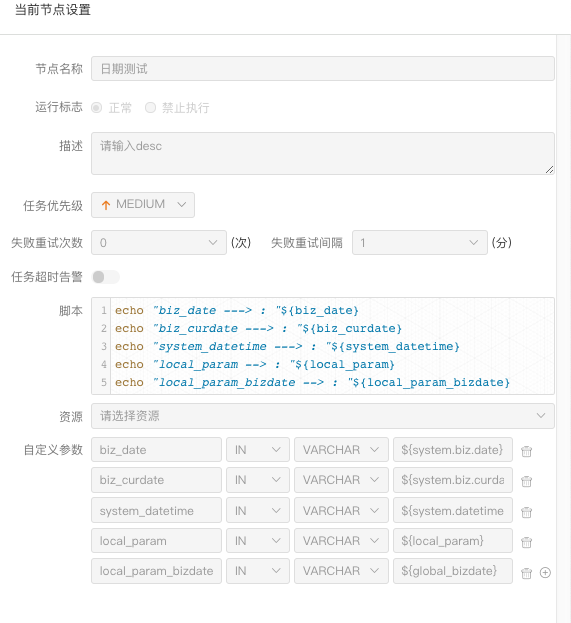 当前节点设置
节点名称 日期测试
运行标志 正常 禁止执行
描述 请输入desc
任务优先级 MEDIUM
失败重试次数 0 (次) 失败重试间隔 1 (分)
任务超时告警
脚本
1 echo "biz_date ---> : "${biz_date}
2 echo "biz_curdate ---> : "${biz_curdate}
3 echo "system_datetime ---> : "${system_datetime}
4 echo "local_param --> : "${local_param}
5 echo "local_param_bizdate --> : "${local_param_bizdate}
资源 请选择资源
自定义参数 biz_date IN VARCHAR ${system.biz.date}
biz_curdate IN VARCHAR ${system.biz.curda
system_datetime IN VARCHAR ${system.datetime
local_param IN VARCHAR ${local_param}
local_param_bizdate IN VARCHAR ${global_bizdate}